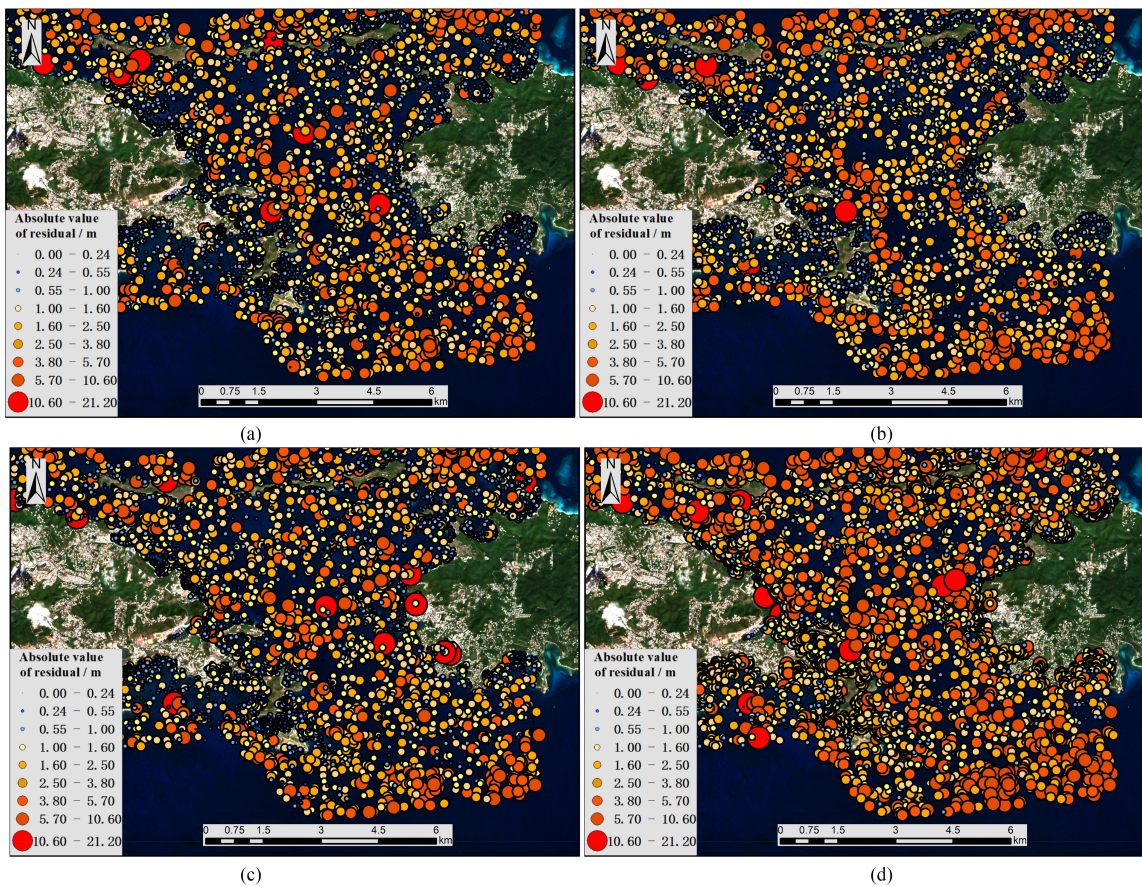 N
Absolute value
of residual / m
0.00 - 0.24
0.24 - 0.55
0.55 - 1.00
1.00 - 1.60
1.60 - 2.50
2.50 - 3.80
3.80 - 5.70
5.70 - 10.60
10.60 - 21.20
0 0.75 1.5 3 4.5 6
km
(a)
N
Absolute value
of residual / m
0.00 - 0.24
0.24 - 0.55
0.55 - 1.00
1.00 - 1.60
1.60 - 2.50
2.50 - 3.80
3.80 - 5.70
5.70 - 10.60
10.60 - 21.20
0 0.75 1.5 3 4.5 6
km
(b)
N
Absolute value
of residual / m
0.00 - 0.24
0.24 - 0.55
0.55 - 1.00
1.00 - 1.60
1.60 - 2.50
2.50 - 3.80
3.80 - 5.70
5.70 - 10.60
10.60 - 21.20
0 0.75 1.5 3 4.5 6
km
(c)
N
Absolute value
of residual / m
0.00 - 0.24
0.24 - 0.55
0.55 - 1.00
1.00 - 1.60
1.60 - 2.50
2.50 - 3.80
3.80 - 5.70
5.70 - 10.60
10.60 - 21.20
0 0.75 1.5 3 4.5 6
km
(d)